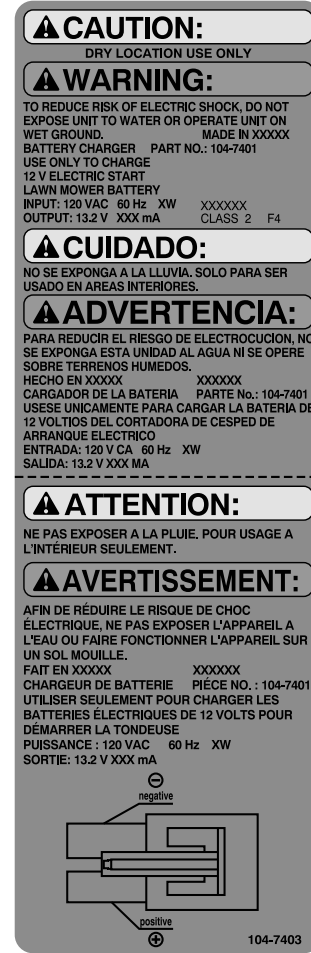 CAUTION:
DRY LOCATION USE ONLY
WARNING:
TO REDUCE RISK OF ELECTRIC SHOCK, DO NOT
EXPOSE UNIT TO WATER OR OPERATE UNIT ON
WET GROUND. MADE IN XXXXX
BATTERY CHARGER PART NO.: 104-7401
USE ONLY TO CHARGE
12 V ELECTRIC START
LAWN MOWER BATTERY
INPUT: 120 VAC 60 Hz XW XXXXXX
OUTPUT: 13.2 V XXX mA CLASS 2 F4
CUIDADO:
NO SE EXPONGA A LA LLUVIA. SOLO PARA SER
USADO EN AREAS INTERIORES.
ADVERTENCIA:
PARA REDUCIR EL RIESGO DE ELECTROCUCION, NO
SE EXPONGA ESTA UNIDAD AL AGUA NI SE OPERE
SOBRE TERRENOS HUMEDOS.
HECHO EN XXXXX XXXXXX
CARGADOR DE LA BATERIA PARTE No.: 104-7401
USESE UNICAMENTE PARA CARGAR LA BATERIA DE
12 VOLTIOS DEL CORTADORA DE CESPED DE
ARRANQUE ELECTRICO
ENTRADA: 120 V CA 60 Hz XW
SALIDA: 13.2 V XXX MA
ATTENTION:
NE PAS EXPOSER A LA PLUIE. POUR USAGE A
L'INTÉRIEUR SEULEMENT.
AVERTISSEMENT:
AFIN DE RÉDUIRE LE RISQUE DE CHOC
ÉLECTRIQUE, NE PAS EXPOSER L'APPAREIL A
L'EAU OU FAIRE FONCTIONNER L'APPAREIL SUR
UN SOL MOUILLE.
FAIT EN XXXXX XXXXXX
CHARGEUR DE BATTERIE PIÉCE NO. : 104-7401
UTILISER SEULEMENT POUR CHARGER LES
BATTERIES ÉLECTRIQUES DE 12 VOLTS POUR
DÉMARRER LA TONDEUSE
PUISSANCE : 120 VAC 60 Hz XW
SORTIE: 13.2 V XXX mA
negative
positive
104-7403